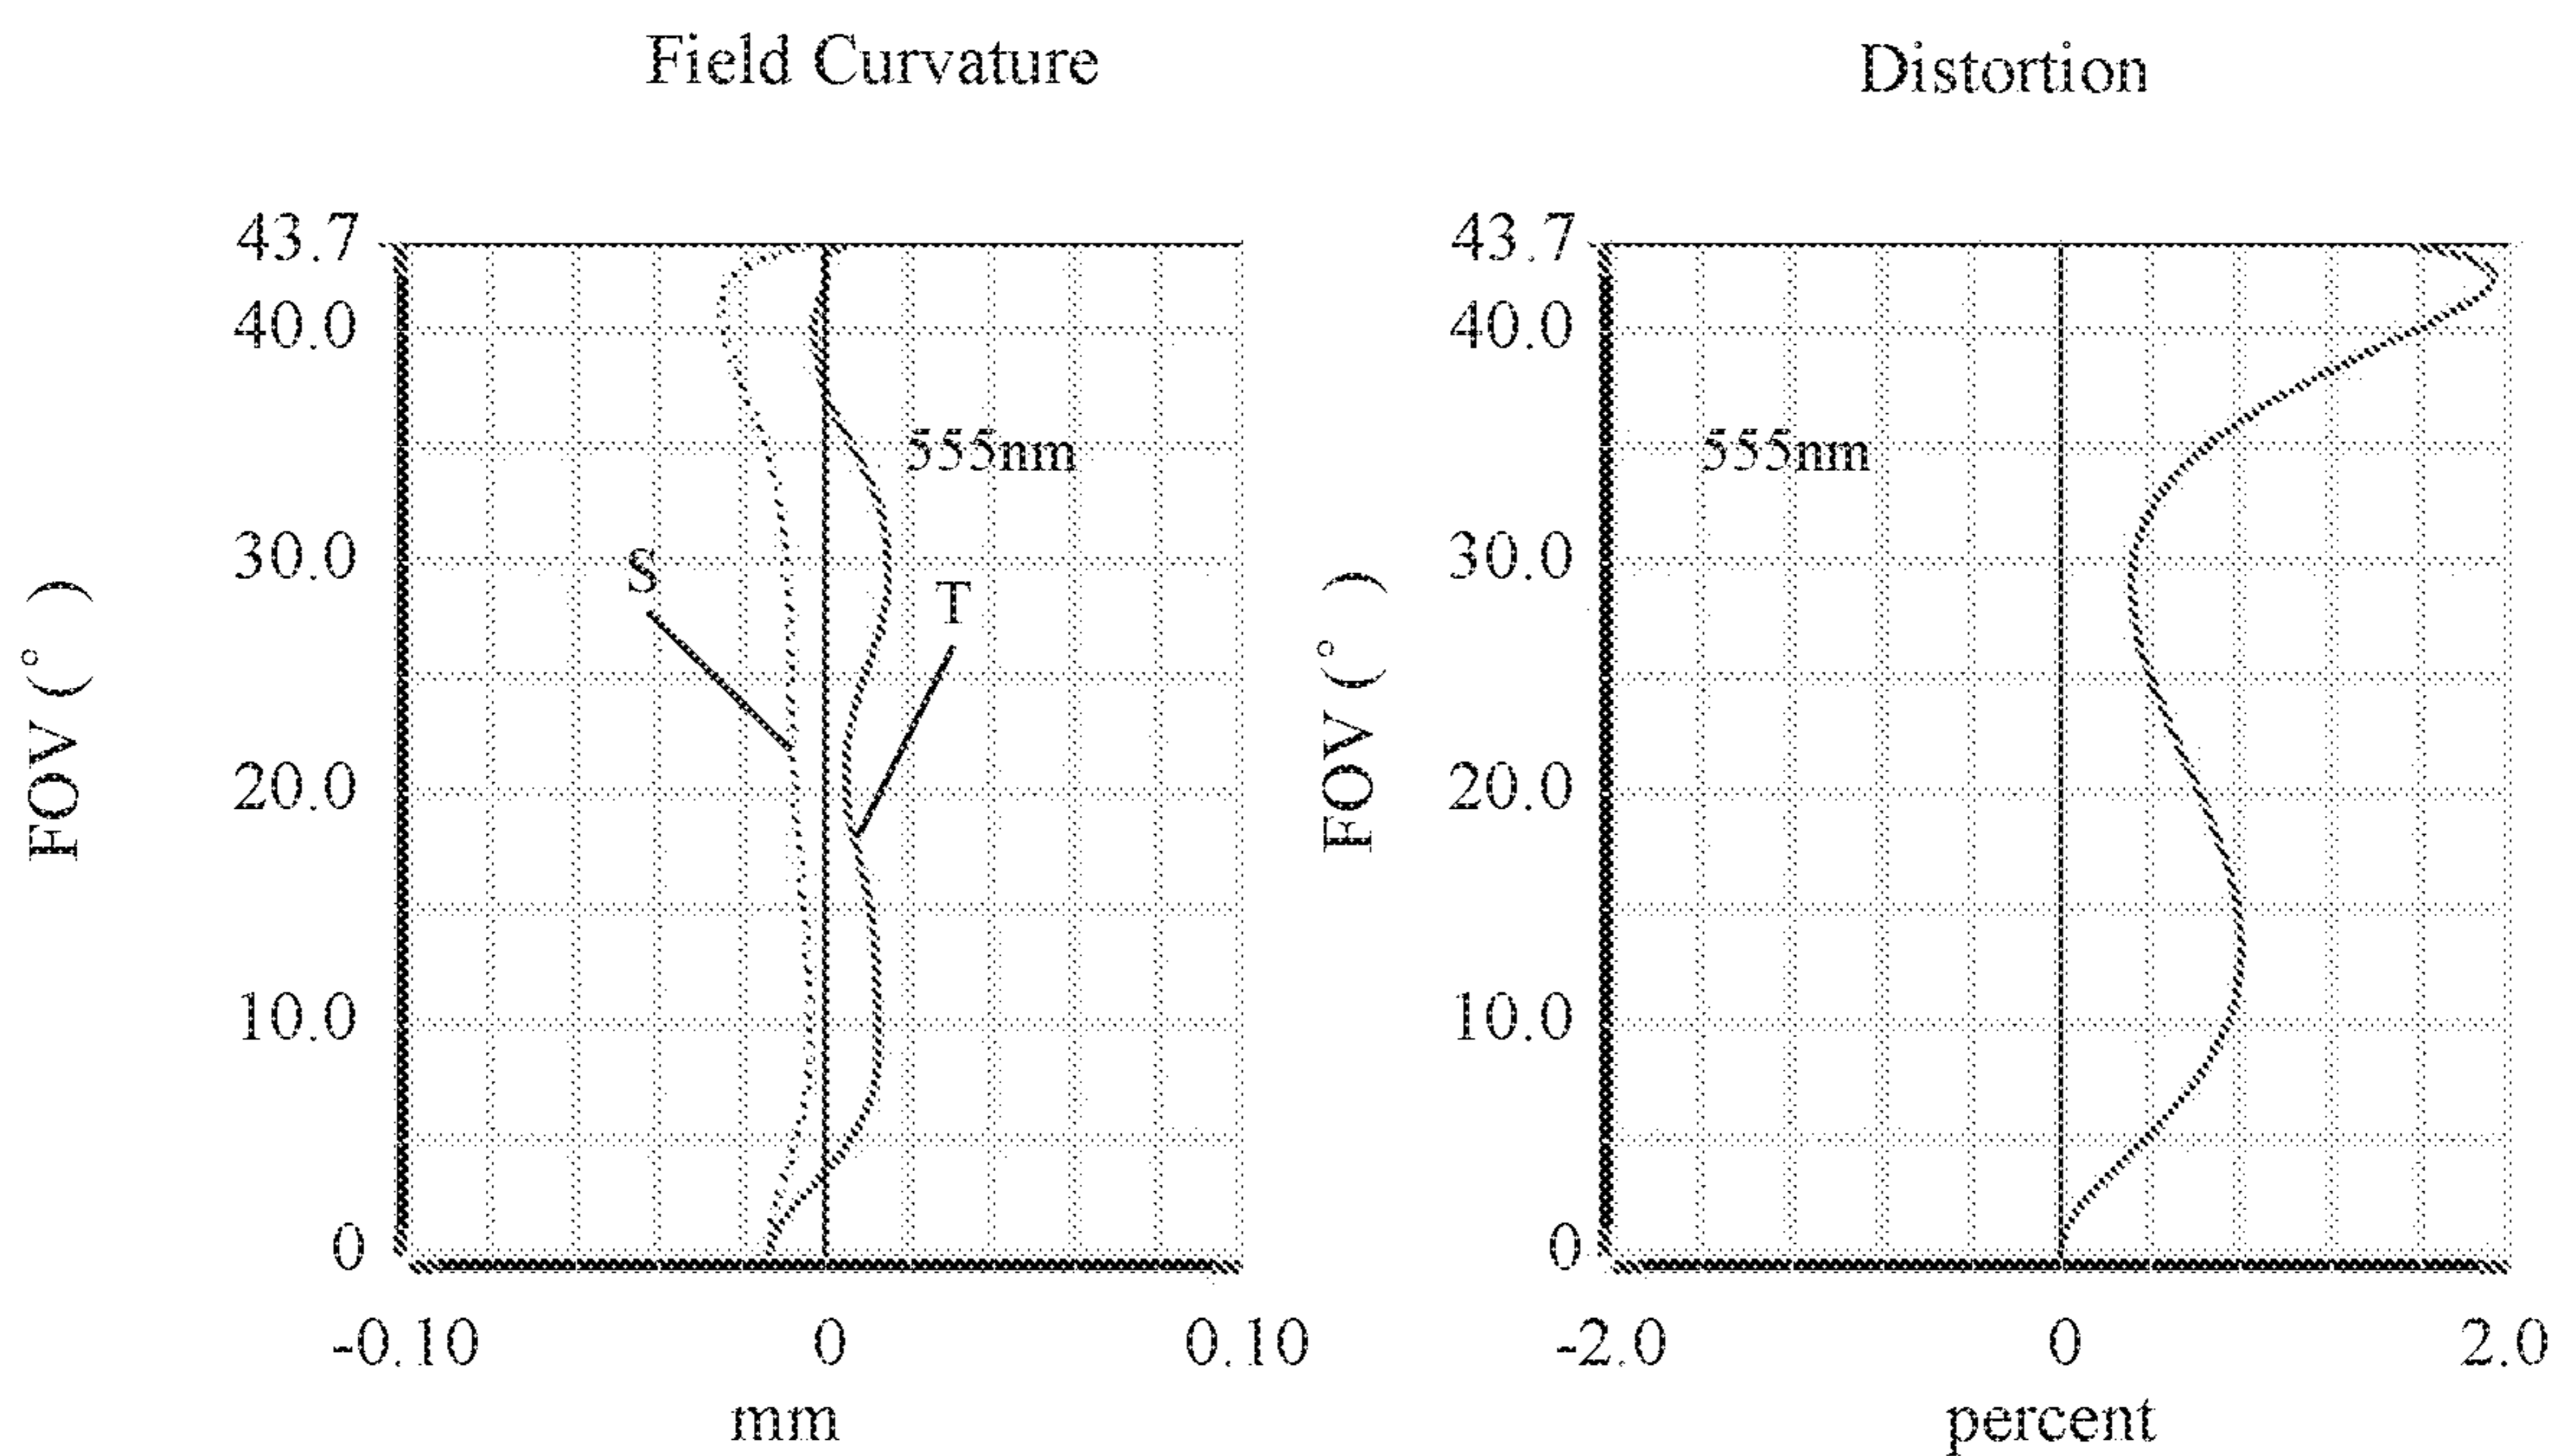 Field Curvature
43.7
40.0
30.0
20.0
10.0
0
FOV (°)
S
T
555nm
-0.10 0 0.10
mm
Distortion
43.7
40.0
30.0
20.0
10.0
0
FOV (°)
555nm
-2.0 0 2.0
percent